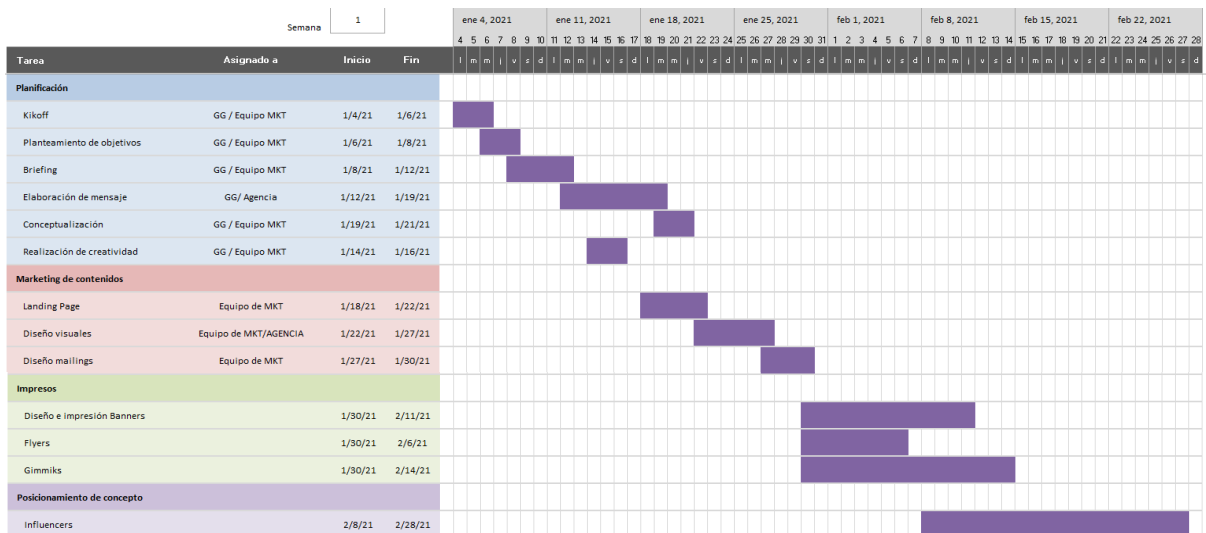 Semana 1
ene 4, 2021 ene 11, 2021 ene 18, 2021 ene 25, 2021 feb 1, 2021 feb 8, 2021 feb 15, 2021 feb 22, 2021
4 5 6 7 8 9 10 11 12 13 14 15 16 17 18 19 20 21 22 23 24 25 26 27 28 29 30 31 1 2 3 4 5 6 7 8 9 10 11 12 13 14 15 16 17 18 19 20 21 22 23 24 25 26 27 28
Tarea Asignado a Inicio Fin l m m j v s d l m m j v s d l m m j v s d l m m j v s d l m m j v s d l m m j v s d l m m j v s d l m m j v s d
Planificación
Kikoff GG / Equipo MKT 1/4/21 1/6/21
Planteamiento de objetivos GG / Equipo MKT 1/6/21 1/8/21
Briefing GG / Equipo MKT 1/8/21 1/12/21
Elaboración de mensaje GG/ Agencia 1/12/21 1/19/21
Conceptualización GG / Equipo MKT 1/19/21 1/21/21
Realización de creatividad GG / Equipo MKT 1/14/21 1/16/21
Marketing de contenidos
Landing Page Equipo de MKT 1/18/21 1/22/21
Diseño visuales Equipo de MKT/AGENCIA 1/22/21 1/27/21
Diseño mailings Equipo de MKT 1/27/21 1/30/21
Impresos
Diseño e impresión Banners 1/30/21 2/11/21
Flyers 1/30/21 2/6/21
Gimmiks 1/30/21 2/14/21
Posicionamiento de concepto
Influencers 2/8/21 2/28/21